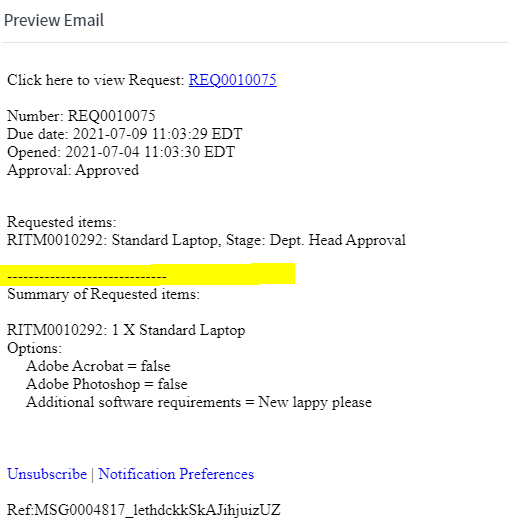 Preview Email
Click here to view Request: REQ0010075
Number: REQ0010075
Due date: 2021-07-09 11:03:29 EDT
Opened: 2021-07-04 11:03:30 EDT
Approval: Approved
Requested items:
RITM0010292: Standard Laptop, Stage: Dept. Head Approval
------------------------------
Summary of Requested items:
RITM0010292: 1 X Standard Laptop
Options:
Adobe Acrobat = false
Adobe Photoshop = false
Additional software requirements = New lappy please
Unsubscribe | Notification Preferences
Ref:MSG0004817_lethdckkSkAJihjuizUZ